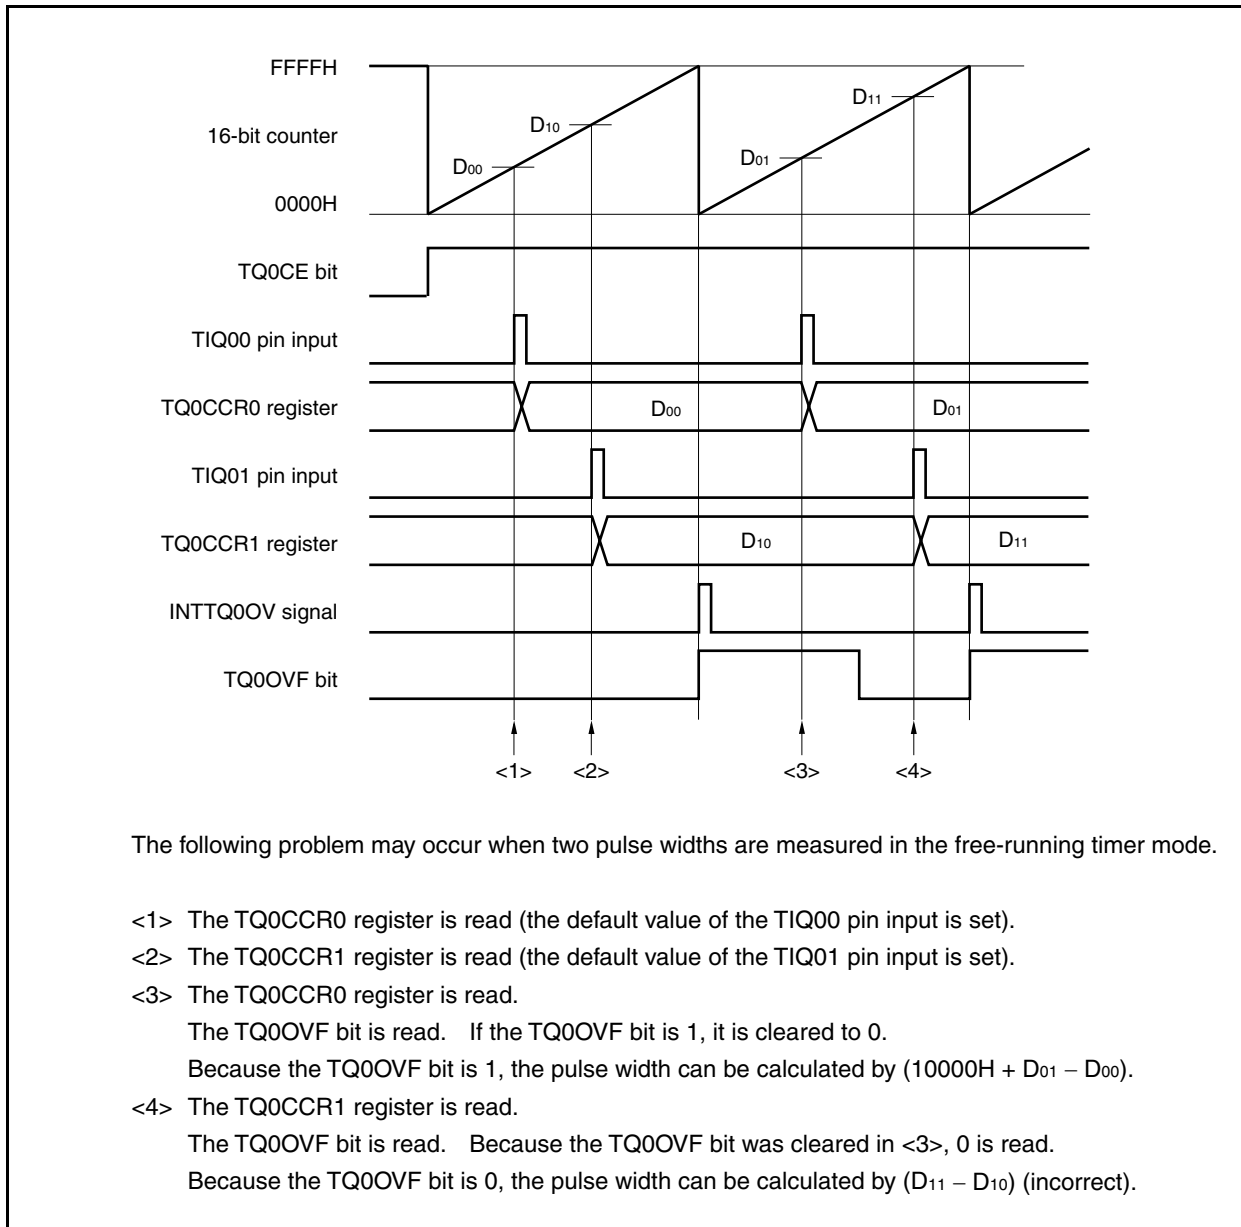 FFFFH
D11
D10
16-bit counter
D00
D01
0000H
TQ0CE bit
TIQ00 pin input
TQ0CCR0 register
D00
D01
TIQ01 pin input
TQ0CCR1 register
D10
D11
INTTQ0OV signal
TQ0OVF bit
<1> <2> <3> <4>
The following problem may occur when two pulse widths are measured in the free-running timer mode.
<1> The TQ0CCR0 register is read (the default value of the TIQ00 pin input is set).
<2> The TQ0CCR1 register is read (the default value of the TIQ01 pin input is set).
<3> The TQ0CCR0 register is read.
The TQ0OVF bit is read. If the TQ0OVF bit is 1, it is cleared to 0.
Because the TQ0OVF bit is 1, the pulse width can be calculated by (10000H + D01 − D00).
<4> The TQ0CCR1 register is read.
The TQ0OVF bit is read. Because the TQ0OVF bit was cleared in <3>, 0 is read.
Because the TQ0OVF bit is 0, the pulse width can be calculated by (D11 − D10) (incorrect).